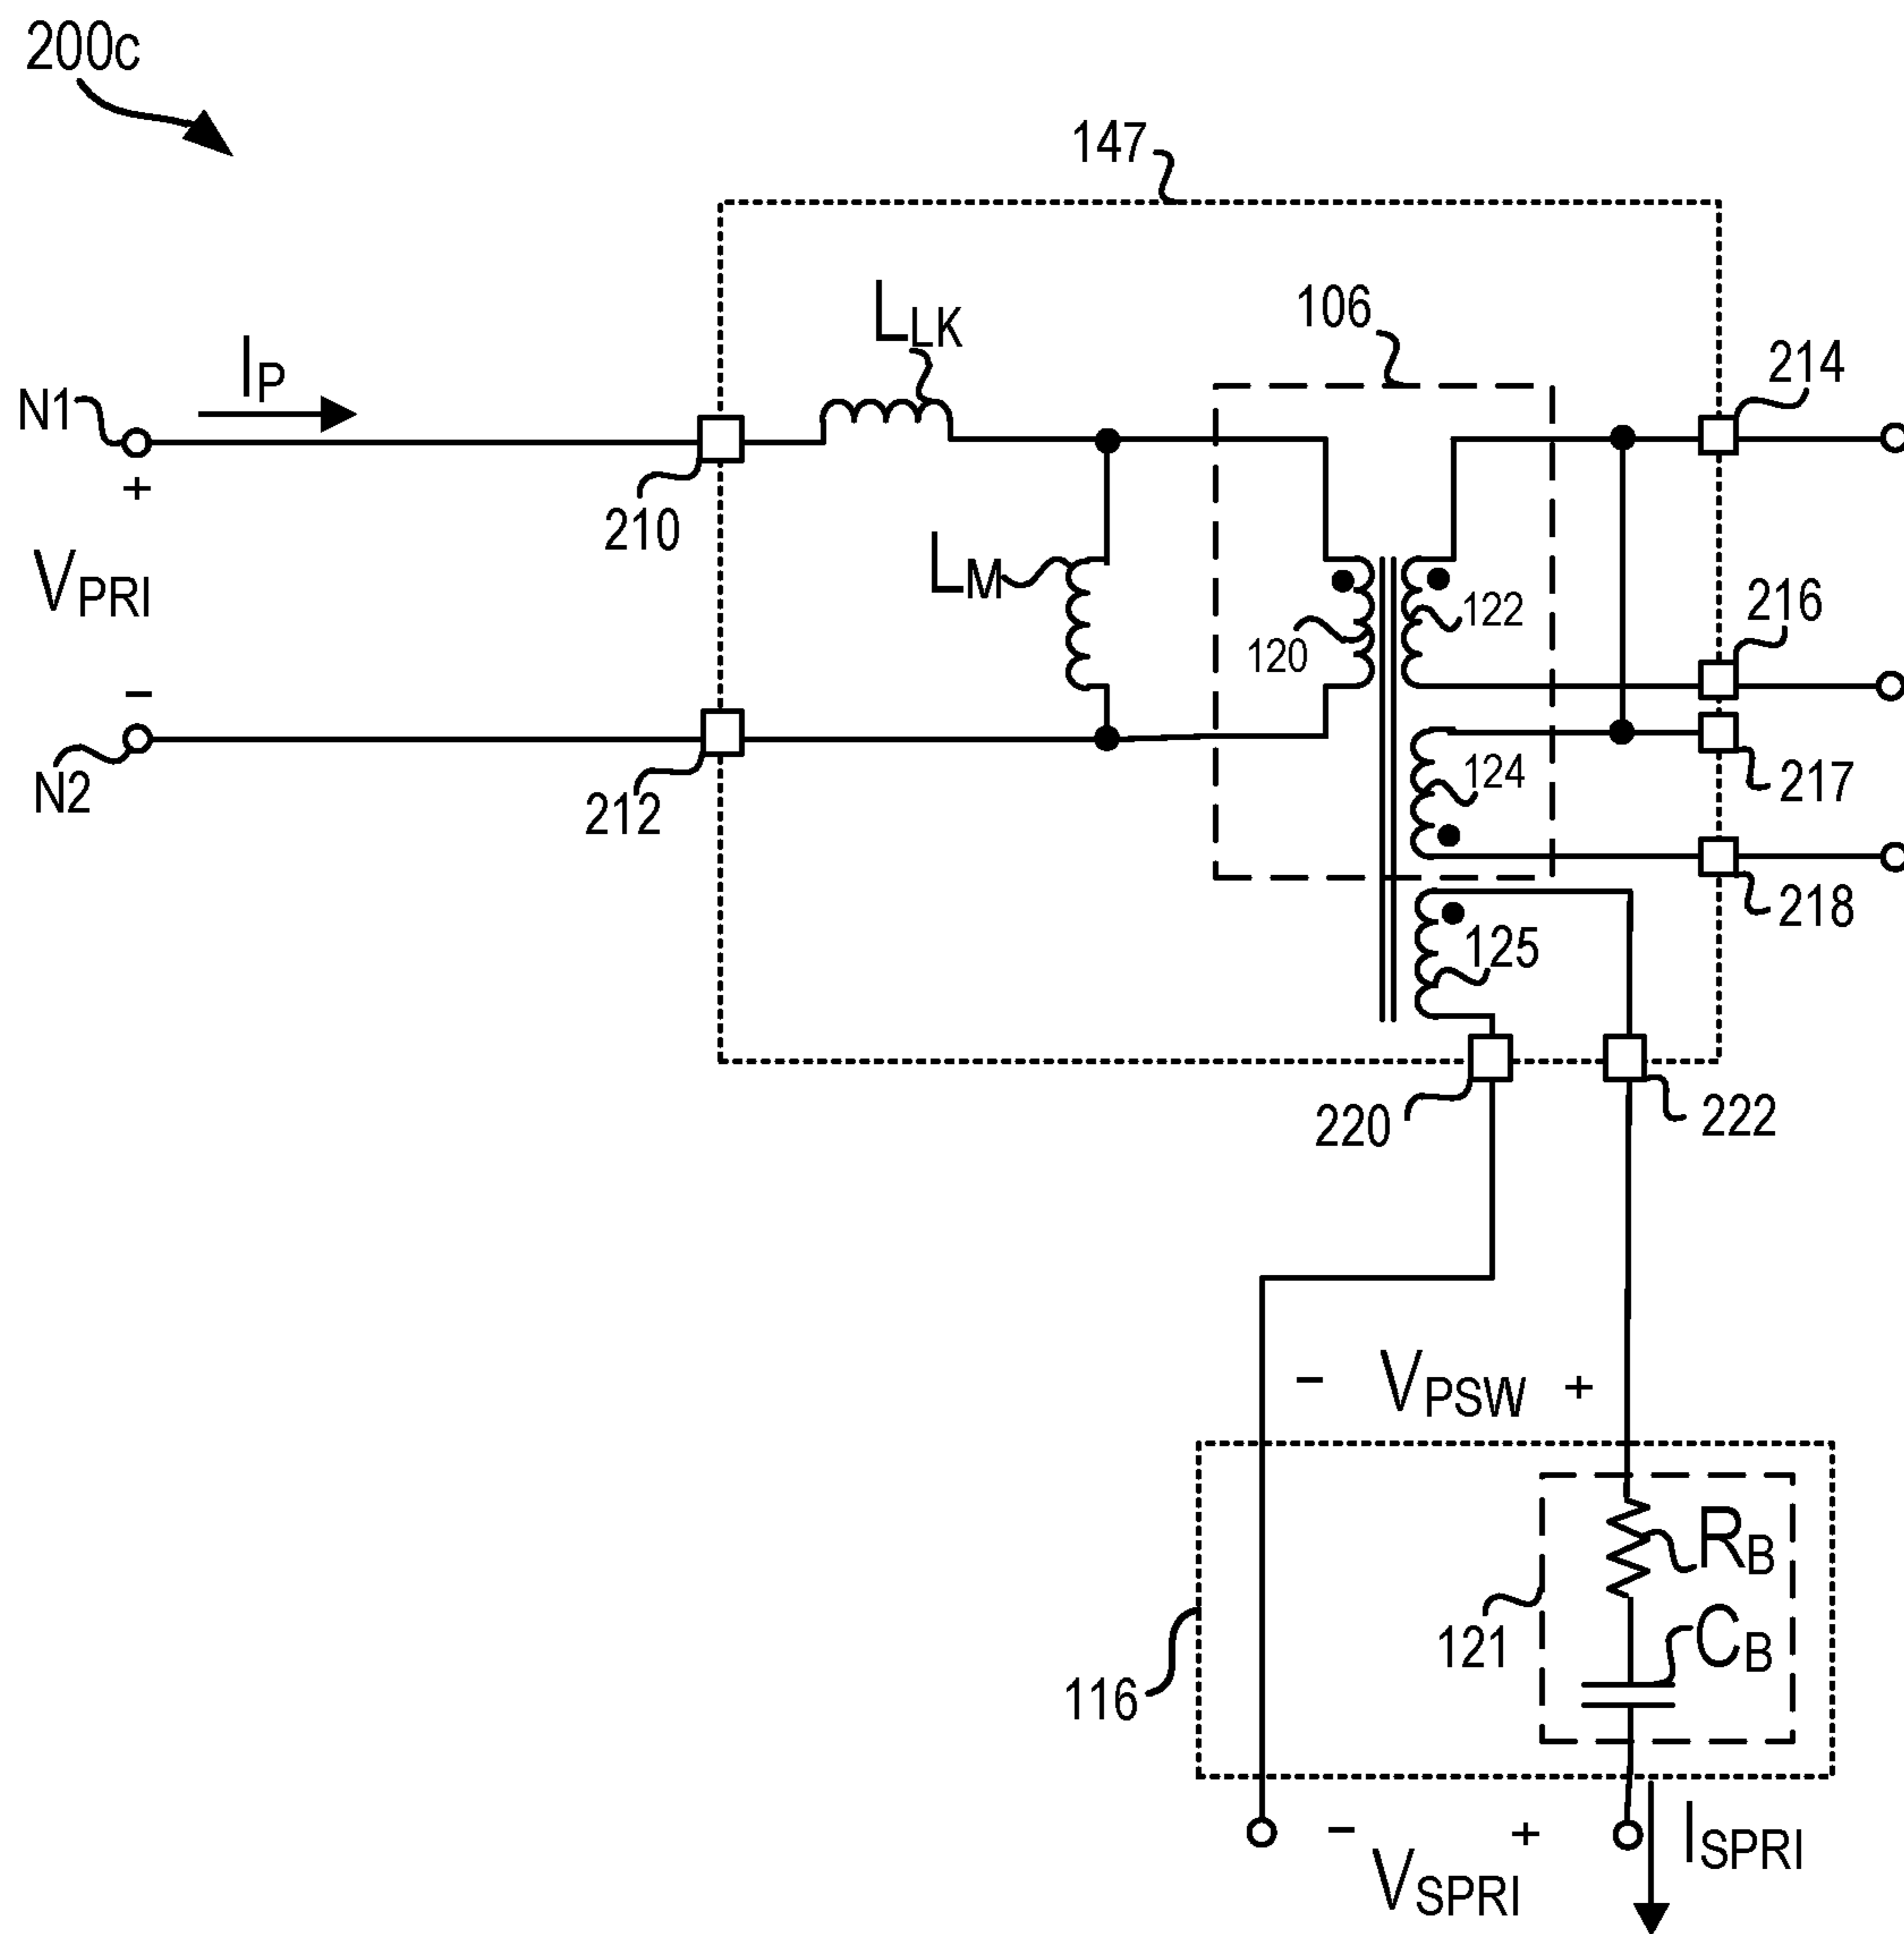 200c
147
L_LK
106
214
N1
I_P
+
210
V_PRI
L_M
120
122
216
−
N2
212
124
217
218
125
220
222
− V_PSW +
R_B
121
C_B
116
− +
V_SPRI
I_SPRI